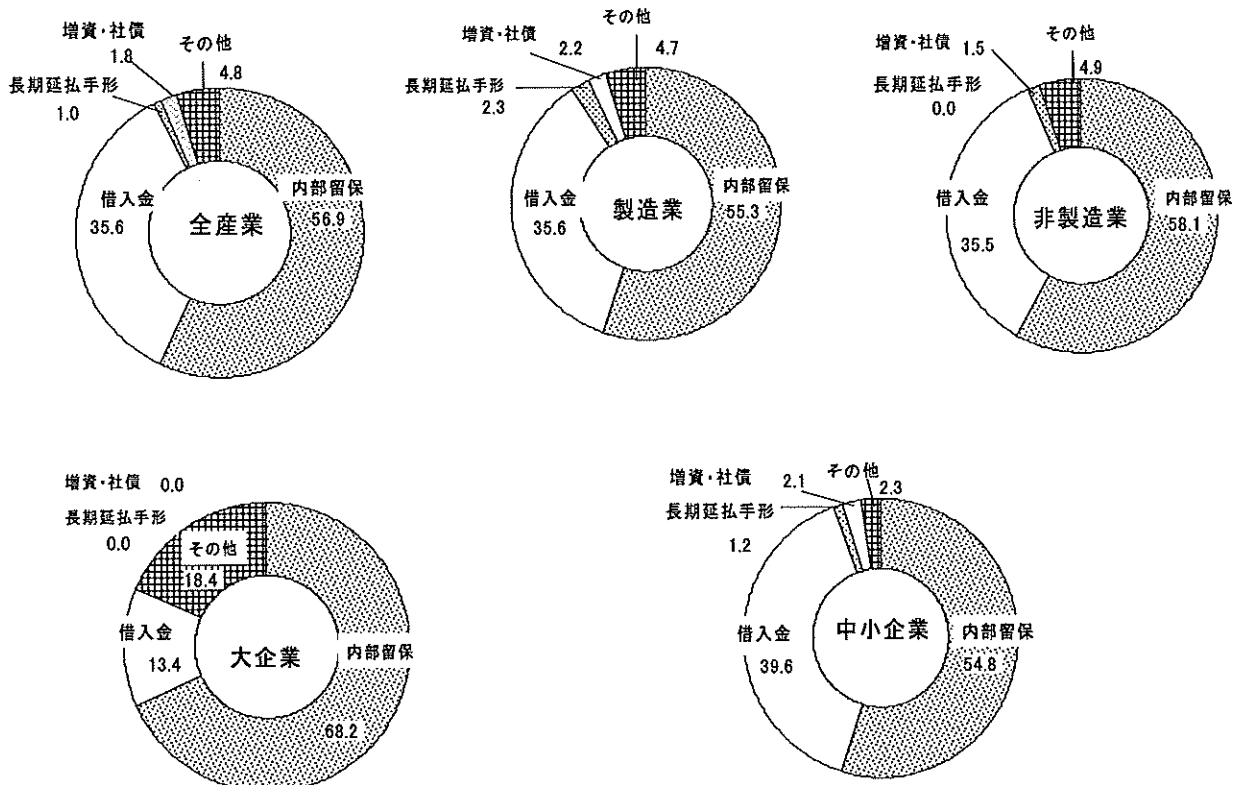 増資・社債
1.8
その他
4.8
長期延払手形
1.0
借入金
35.6
全産業
内部留保
56.9
増資・社債
2.2
その他
4.7
長期延払手形
2.3
借入金
35.6
製造業
内部留保
55.3
増資・社債
1.5
その他
4.9
長期延払手形
0.0
借入金
35.5
非製造業
内部留保
58.1
増資・社債 0.0
長期延払手形
0.0
その他
18.4
借入金
13.4
大企業
内部留保
68.2
増資・社債
2.1
その他
2.3
長期延払手形
1.2
借入金
39.6
中小企業
内部留保
54.8